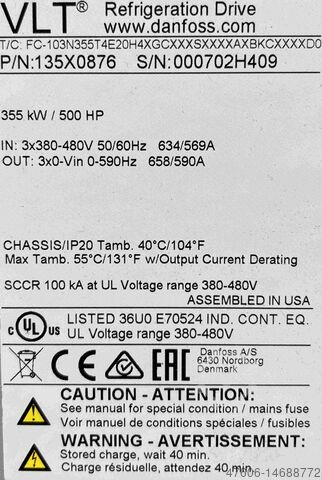 VLT® Refrigeration Drive
www.danfoss.com
T/C: FC-103N355T4E20H4XGCXXXSXXXXAXBKCXXXXD0
P/N:135X0876 S/N:000702H409
355 kW / 500 HP
IN: 3x380-480V 50/60Hz 634/569A
OUT: 3x0-Vin 0-590Hz 658/590A
CHASSIS/IP20 Tamb. 40°C/104°F
Max Tamb. 55°C/131°F w/Output Current Derating
SCCR 100 kA at UL Voltage range 380-480V
ASSEMBLED IN USA
c UL US LISTED 36U0 E70524 IND. CONT. EQ.
UL Voltage range 380-480V
CE EAC Danfoss A/S
6430 Nordborg
Denmark
CAUTION - ATTENTION:
See manual for special condition / mains fuse
Voir manuel de conditions spéciales / fusibles
WARNING - AVERTISSEMENT:
Stored charge, wait 40 min.
Charge résiduelle, attendez 40 min.
47006-14688772